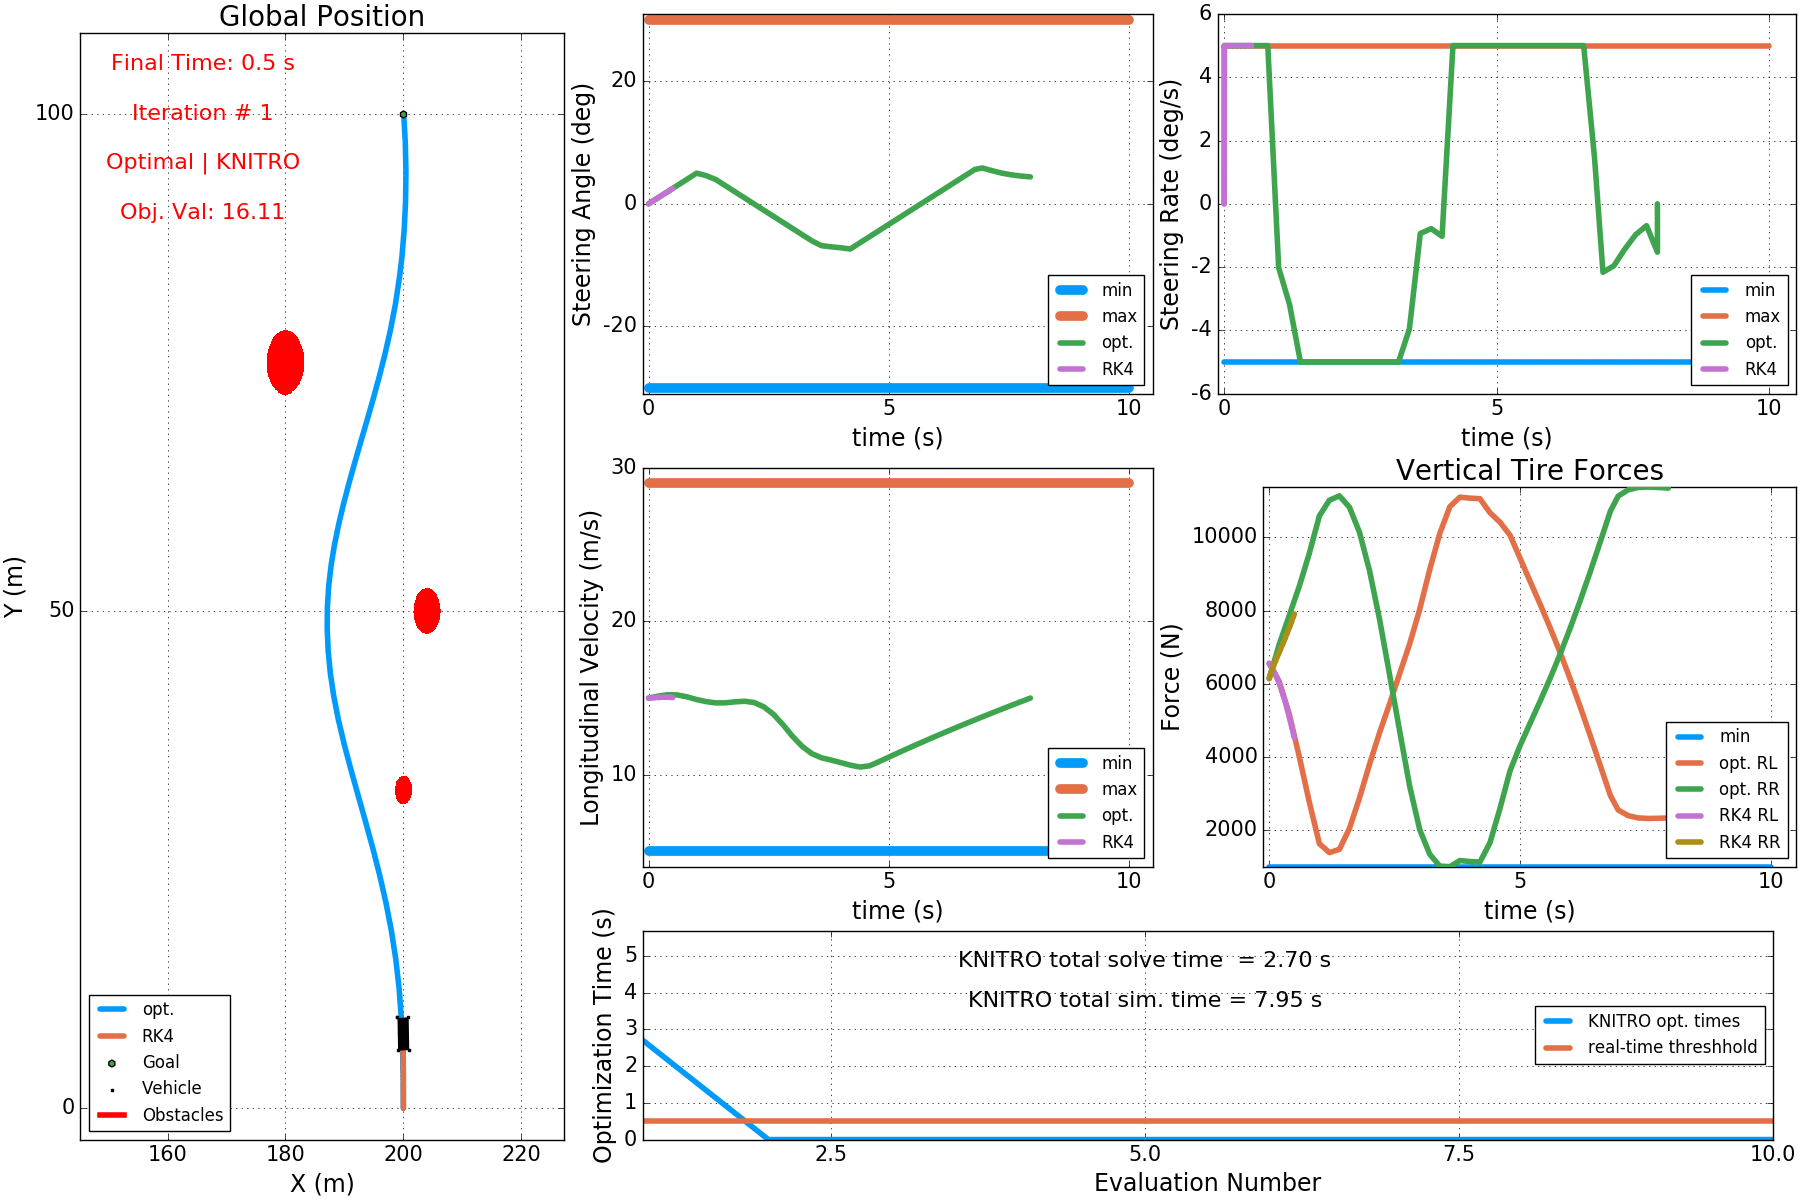 Global Position
Final Time: 0.5 s
Iteration # 1
Optimal | KNITRO
Obj. Val: 16.11
100
50
0
Y (m)
160
180
200
220
X (m)
opt.
RK4
Goal
Vehicle
Obstacles
Steering Angle (deg)
20
0
-20
0
5
10
time (s)
min
max
opt.
RK4
Steering Rate (deg/s)
6
4
2
0
-2
-4
-6
0
5
10
time (s)
min
max
opt.
RK4
Longitudinal Velocity (m/s)
30
20
10
0
5
10
time (s)
min
max
opt.
RK4
Vertical Tire Forces
Force (N)
10000
8000
6000
4000
2000
0
5
10
time (s)
min
opt. RL
opt. RR
RK4 RL
RK4 RR
Optimization Time (s)
5
4
3
2
1
0
KNITRO total solve time  = 2.70 s
KNITRO total sim. time = 7.95 s
KNITRO opt. times
real-time threshhold
2.5
5.0
7.5
10.0
Evaluation Number